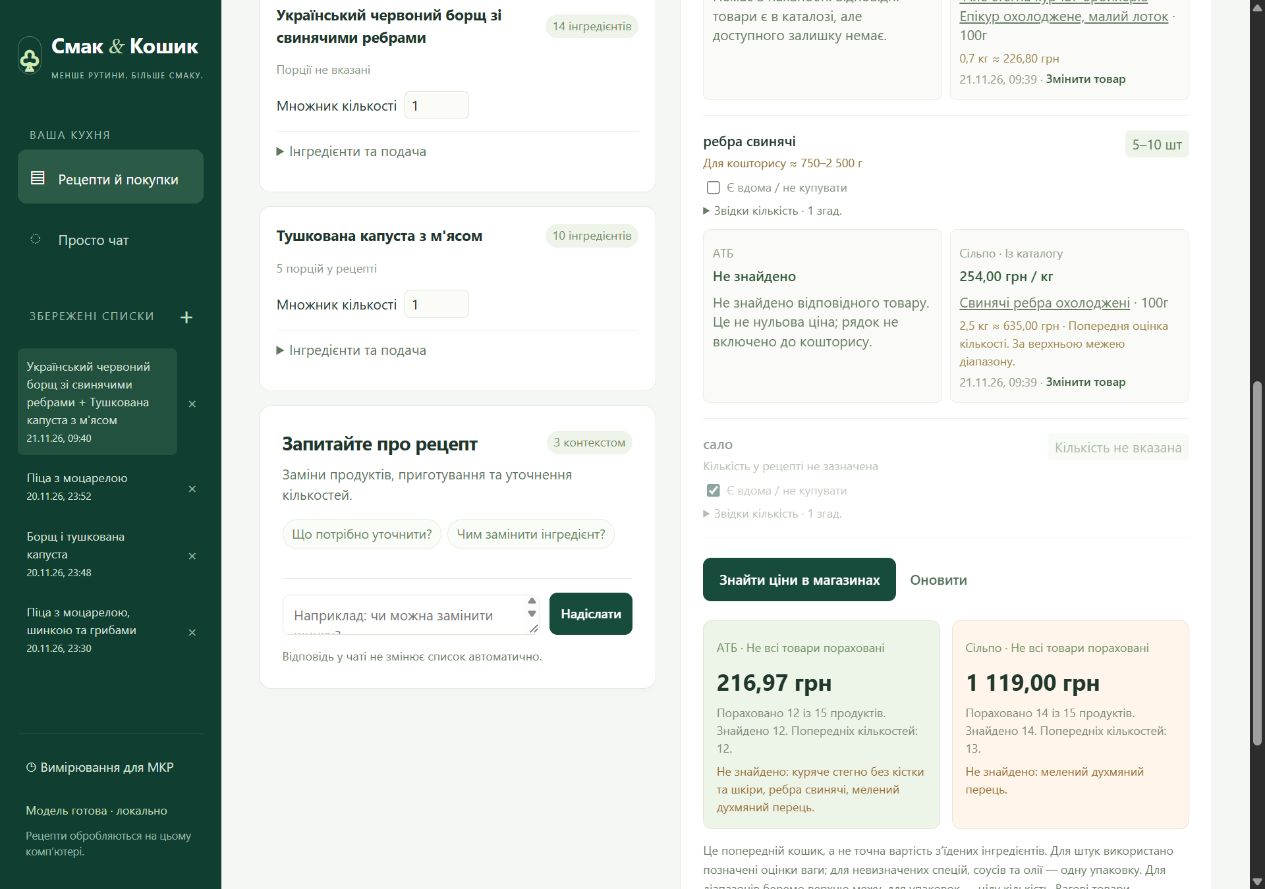 Смак & Кошик
МЕНШЕ РУТИНИ. БІЛЬШЕ СМАКУ.
ВАША КУХНЯ
Рецепти й покупки
Просто чат
ЗБЕРЕЖЕНІ СПИСКИ +
Український червоний
борщ зі свинячими
ребрами + Тушкована
капуста з м'ясом
21.11.26, 09:40
×
Піца з моцарелою
20.11.26, 23:52
×
Борщ і тушкована
капуста
20.11.26, 23:48
×
Піца з моцарелою,
шинкою та грибами
20.11.26, 23:30
×
Вимірювання для МКР
Модель готова · локально
Рецепти обробляються на цьому
комп'ютері.
Український червоний борщ зі
свинячими ребрами
14 інгредієнтів
Порції не вказані
Множник кількості 1
Інгредієнти та подача
Тушкована капуста з м'ясом
10 інгредієнтів
5 порцій у рецепті
Множник кількості 1
Інгредієнти та подача
Запитайте про рецепт
З контекстом
Заміни продуктів, приготування та уточнення
кількостей.
Що потрібно уточнити?
Чим замінити інгредієнт?
Наприклад: чи можна замінити
Надіслати
Відповідь у чаті не змінює список автоматично.
товари є в каталозі, але
доступного залишку немає.
Епікур охолоджене, малий лоток ·
100г
0,7 кг ≈ 226,80 грн
21.11.26, 09:39 · Змінити товар
ребра свинячі
5–10 шт
Для кошторису ≈ 750–2 500 г
Є вдома / не купувати
Звідки кількість · 1 згад.
АТБ
Не знайдено
Не знайдено відповідного товару.
Це не нульова ціна; рядок не
включено до кошторису.
Сільпо · Із каталогу
254,00 грн / кг
Свинячі ребра охолоджені · 100г
2,5 кг ≈ 635,00 грн · Попередня оцінка
кількості. За верхньою межею
діапазону.
21.11.26, 09:39 · Змінити товар
сало
Кількість не вказана
Кількість у рецепті не зазначена
Є вдома / не купувати
Звідки кількість · 1 згад.
Знайти ціни в магазинах
Оновити
АТБ · Не всі товари пораховані
216,97 грн
Пораховано 12 із 15 продуктів.
Знайдено 12. Попередніх кількостей:
12.
Не знайдено: куряче стегно без кістки
та шкіри, ребра свинячі, мелений
духмяний перець.
Сільпо · Не всі товари пораховані
1 119,00 грн
Пораховано 14 із 15 продуктів.
Знайдено 14. Попередніх кількостей:
13.
Не знайдено: мелений духмяний
перець.
Це попередній кошик, а не точна вартість з'їдених інгредієнтів. Для штук використано
позначені оцінки ваги; для невизначених спецій, соусів та олії — одну упаковку. Для